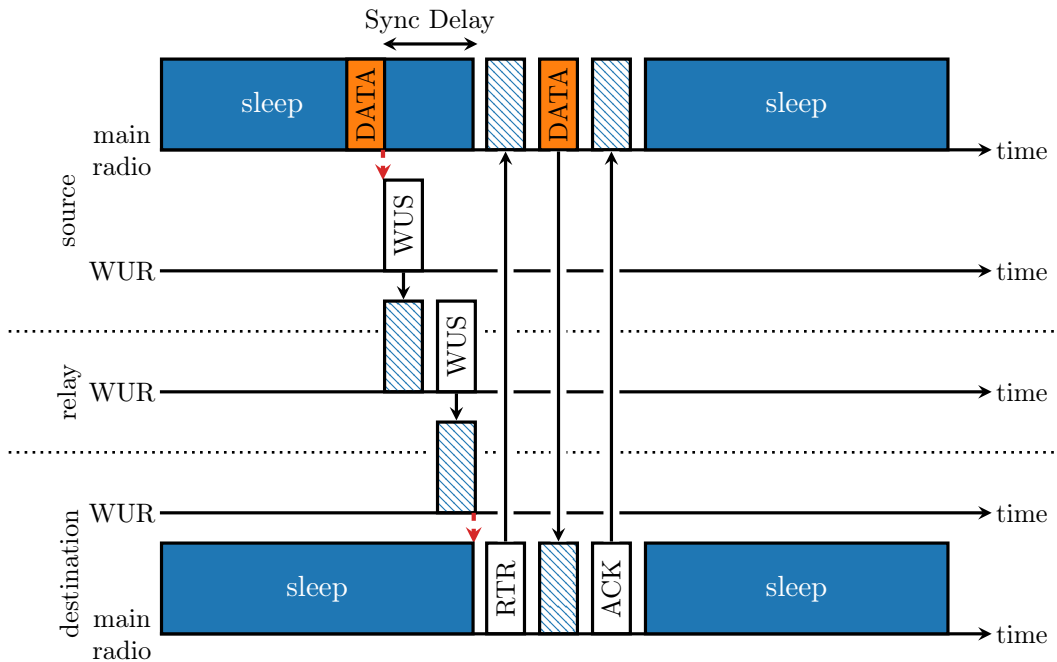 Sync Delay
sleep
DATA
DATA
sleep
main
radio
time
source
WUS
WUR
time
WUS
relay
WUR
time
WUR
time
destination
sleep
RTR
ACK
sleep
main
radio
time